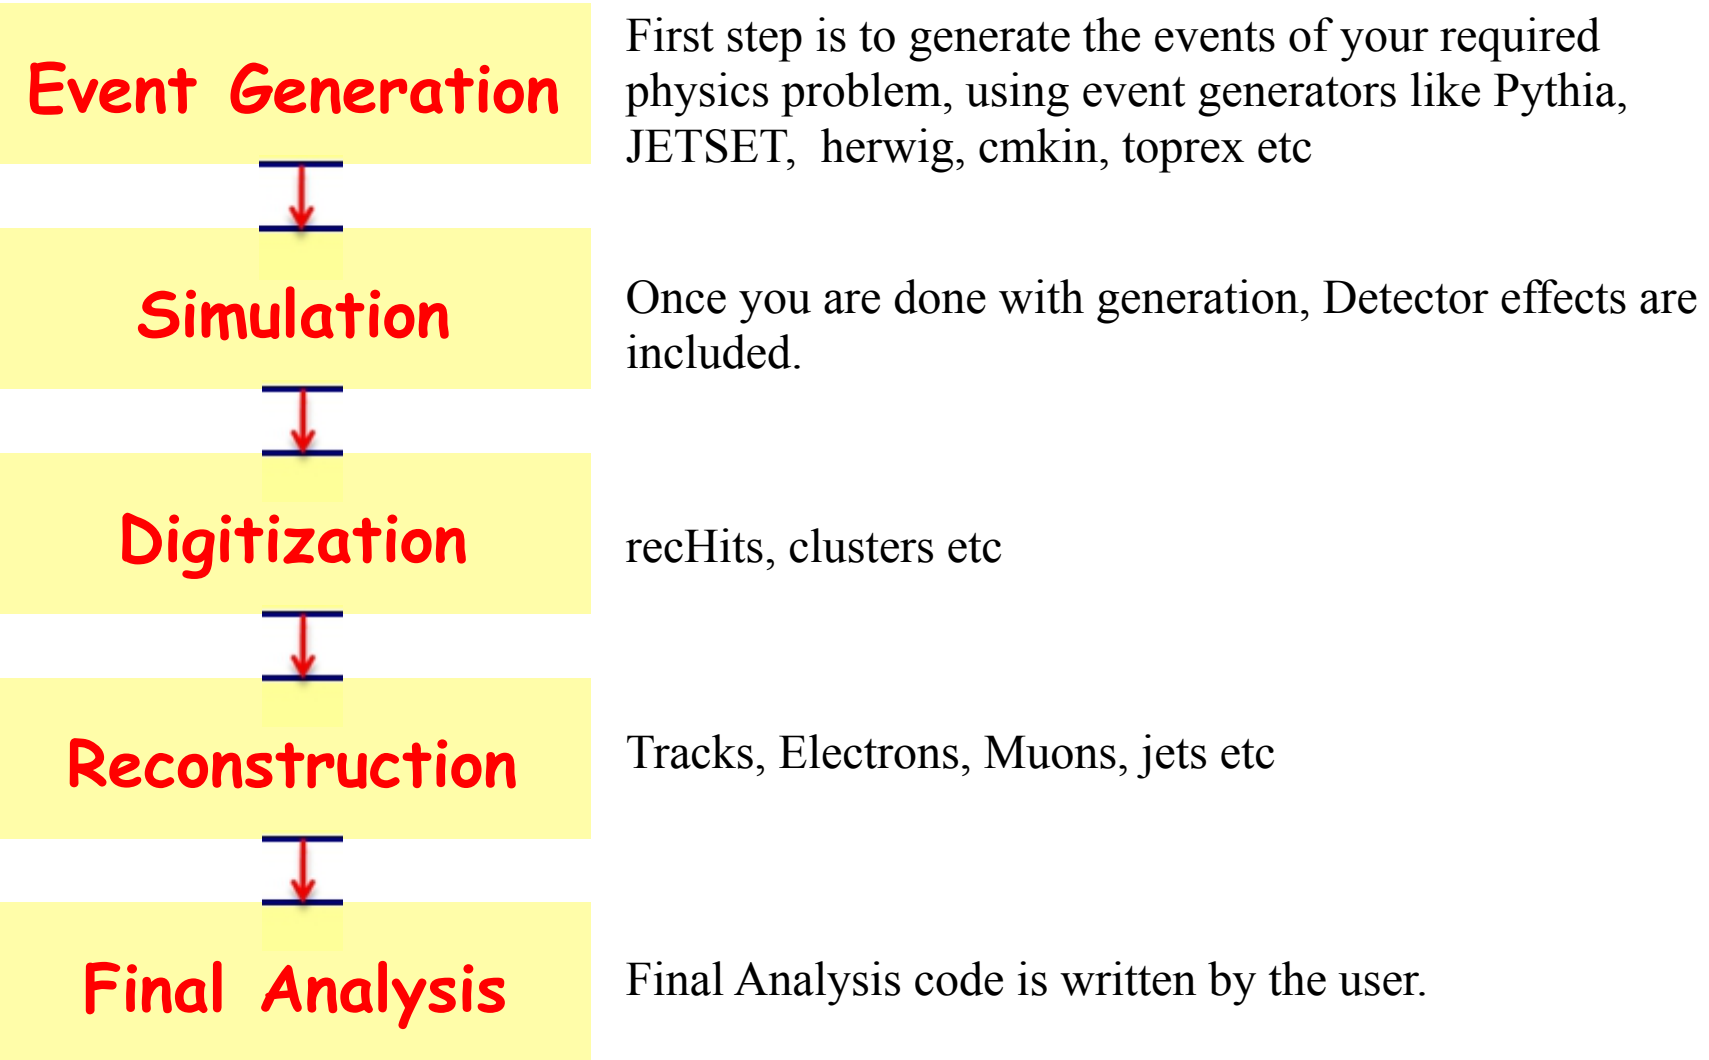 Event Generation
First step is to generate the events of your required
physics problem, using event generators like Pythia,
JETSET, herwig, cmkin, toprex etc
Simulation
Once you are done with generation, Detector effects are
included.
Digitization
recHits, clusters etc
Reconstruction
Tracks, Electrons, Muons, jets etc
Final Analysis
Final Analysis code is written by the user.